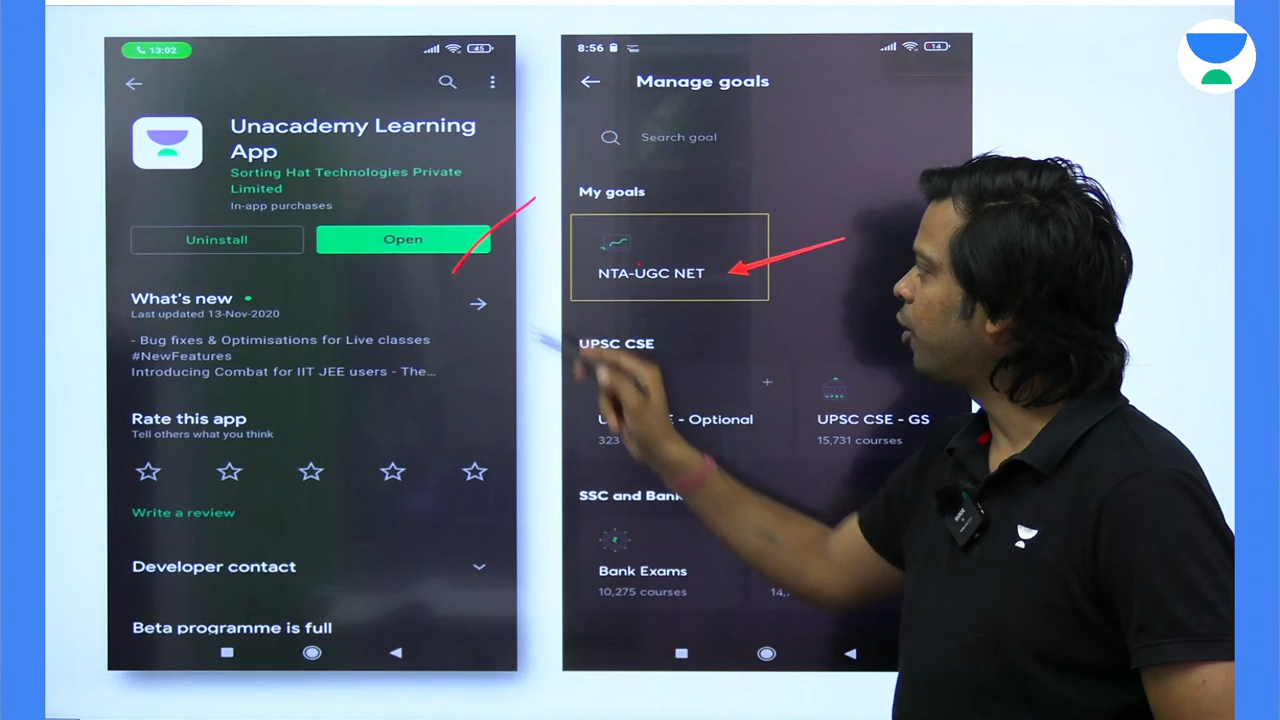 13:02
45
Unacademy Learning
App
Sorting Hat Technologies Private
Limited
In-app purchases
Uninstall
Open
What's new
Last updated 13-Nov-2020
- Bug fixes & Optimisations for Live classes
#NewFeatures
Introducing Combat for IIT JEE users - The...
Rate this app
Tell others what you think
Write a review
Developer contact
Beta programme is full
8:56
14
Manage goals
Search goal
My goals
NTA-UGC NET
UPSC CSE
- Optional
323
UPSC CSE - GS
15,731 courses
SSC and Bank
Bank Exams
10,275 courses